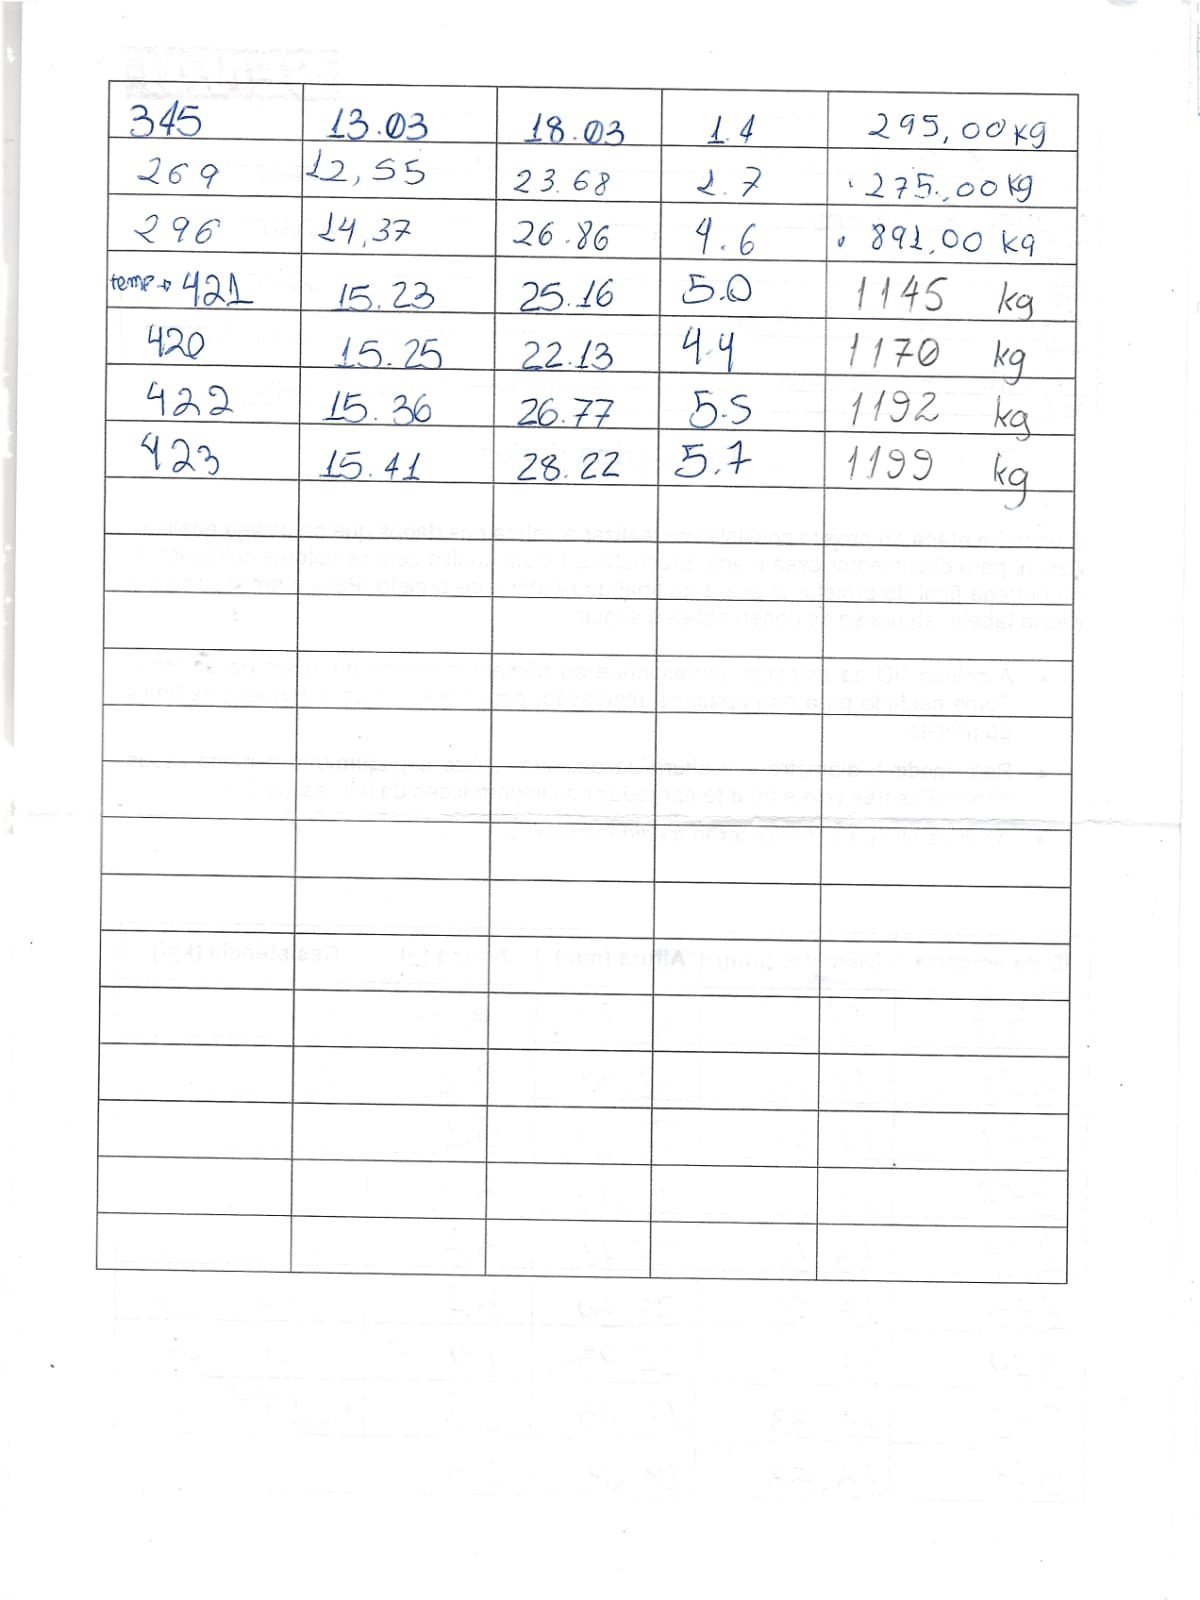 345 13.03 18.03 1.4 295,00 kg
269 12,55 23.68 2.7 275,00 kg
296 14,37 26.86 4.6 891,00 kg
temp → 421 15.23 25.16 5.0 1145 kg
420 15.25 22.13 4.4 1170 kg
422 15.36 26.77 5.5 1192 kg
423 15.41 28.22 5.7 1199 kg